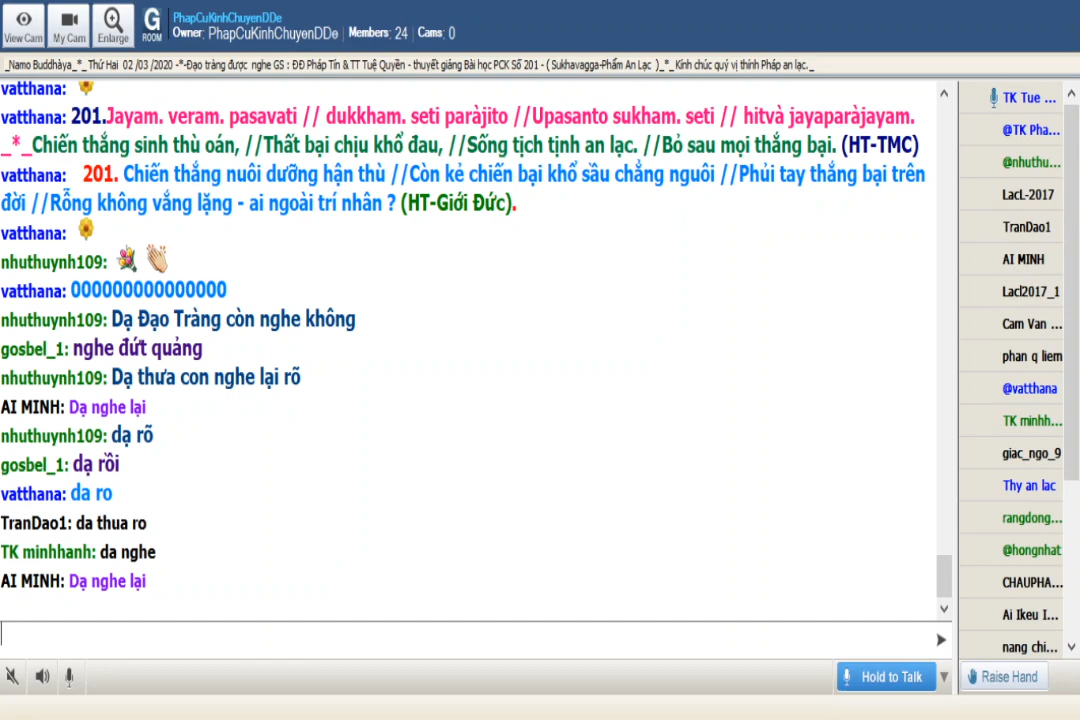 View Cam
My Cam
Enlarge
G
ROOM
PhapCuKinhChuyenDDe
Owner: PhapCuKinhChuyenDDe Members: 24 Cams: 0
_Namo Buddhàya_*_ Thứ Hai 02 /03 /2020 -*-Đạo tràng được nghe GS : ĐĐ Pháp Tín & TT Tuệ Quyền - thuyết giảng Bài học PCK Số 201 - ( Sukhavagga-Phẩm An Lạc )_*_Kính chúc quý vị thính Pháp an lạc._
vatthana:
vatthana: 201.Jayam. veram. pasavati // dukkham. seti paràjito //Upasanto sukham. seti // hitvà jayaparàjayam.
_*_Chiến thắng sinh thù oán, //Thất bại chịu khổ đau, //Sống tịch tịnh an lạc. //Bỏ sau mọi thắng bại. (HT-TMC)
vatthana: 201. Chiến thắng nuôi dưỡng hận thù //Còn kẻ chiến bại khổ sầu chẳng nguôi //Phủi tay thắng bại trên
đời //Rỗng không vắng lặng - ai ngoài trí nhân ? (HT-Giới Đức).
vatthana:
nhuthuynh109:
vatthana: 000000000000000
nhuthuynh109: Dạ Đạo Tràng còn nghe không
gosbel_1: nghe đứt quảng
nhuthuynh109: Dạ thưa con nghe lại rõ
AI MINH: Dạ nghe lại
nhuthuynh109: dạ rõ
gosbel_1: dạ rồi
vatthana: da ro
TranDao1: da thua ro
TK minhhanh: da nghe
AI MINH: Dạ nghe lại
TK Tue ...
@TK Pha...
@nhuthu...
LacL-2017
TranDao1
AI MINH
Lacl2017_1
Cam Van ...
phan q liem
@vatthana
TK minhh...
giac_ngo_9
Thy an lac
rangdong...
@hongnhat
CHAUPHA...
Ai Ikeu I...
nang chi...
Hold to Talk
Raise Hand